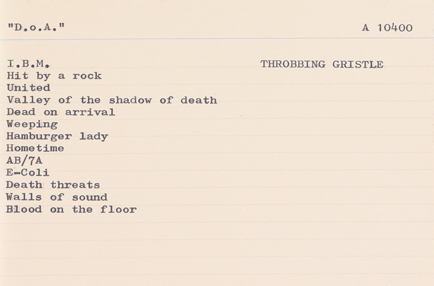 "D.o.A." A 10400
I.B.M. THROBBING GRISTLE
Hit by a rock
United
Valley of the shadow of death
Dead on arrival
Weeping
Hamburger lady
Hometime
AB/7A
E-Coli
Death threats
Walls of sound
Blood on the floor